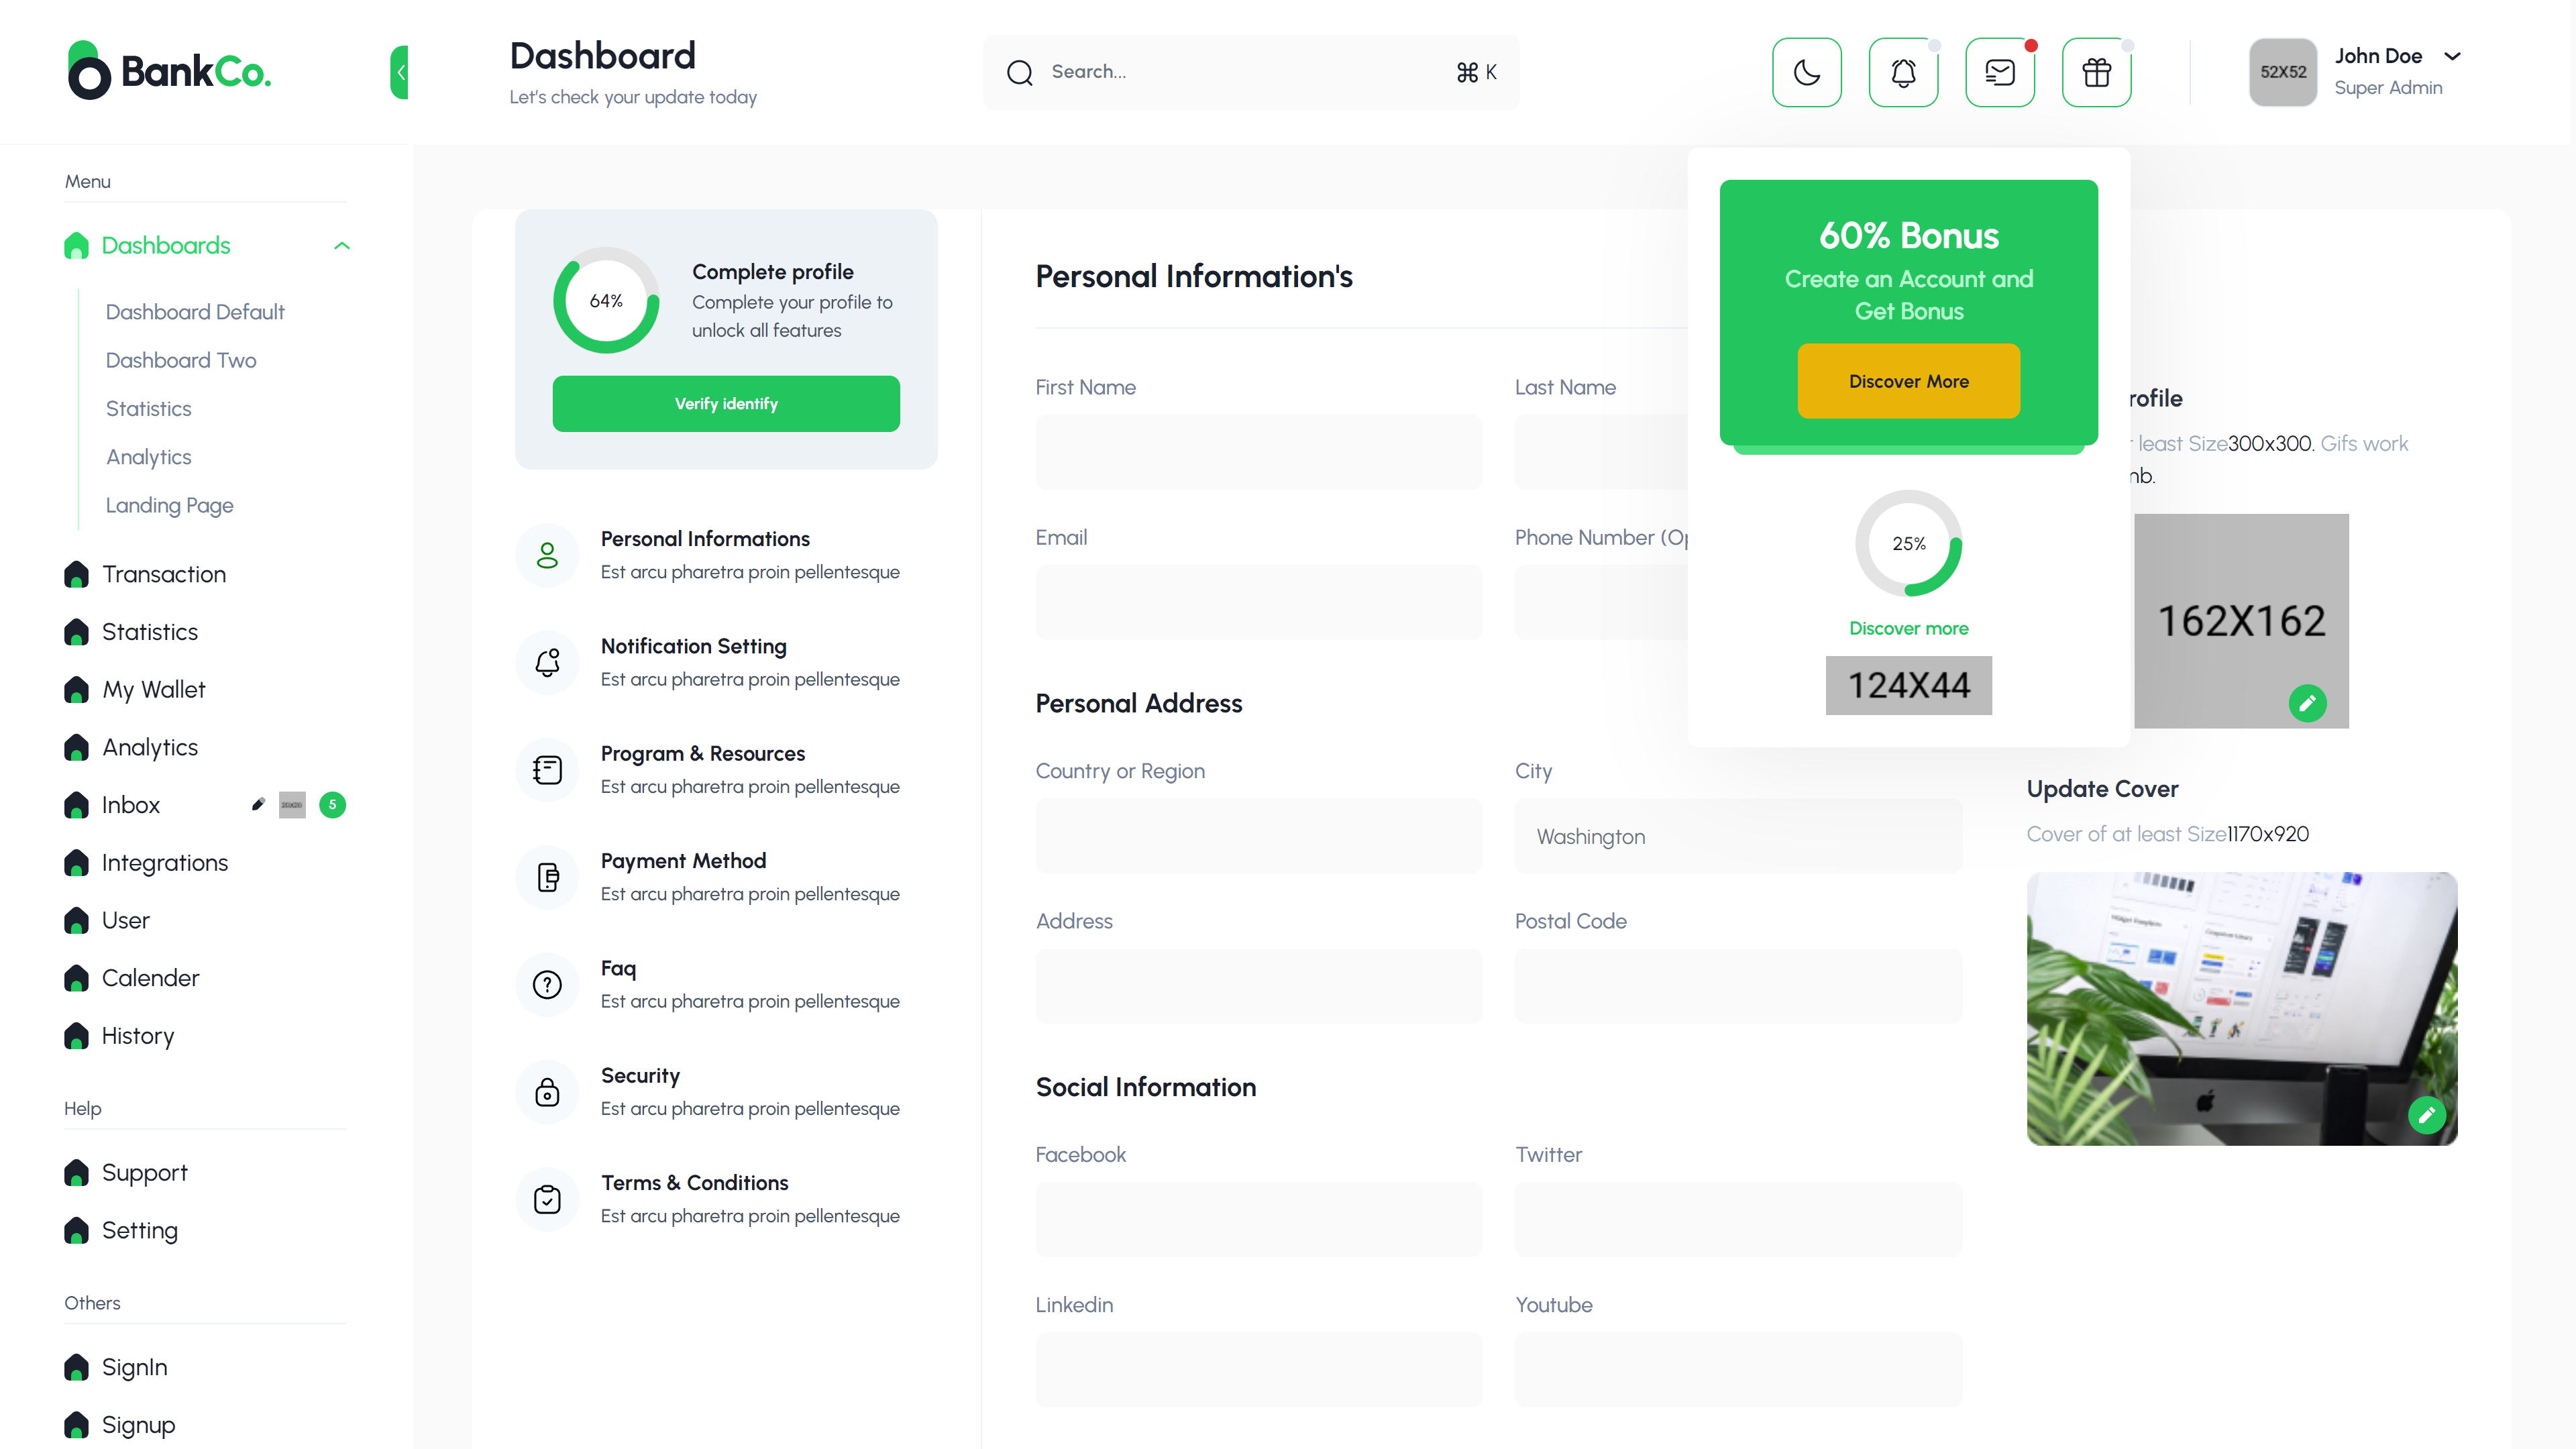 BankCo.
Dashboard
Let's check your update today
Search...
⌘ K
52X52
John Doe
Super Admin
Menu
Dashboards
Dashboard Default
Dashboard Two
Statistics
Analytics
Landing Page
Transaction
Statistics
My Wallet
Analytics
Inbox
5
Integrations
User
Calender
History
Help
Support
Setting
Others
SignIn
Signup
64%
Complete profile
Complete your profile to
unlock all features
Verify identify
Personal Informations
Est arcu pharetra proin pellentesque
Notification Setting
Est arcu pharetra proin pellentesque
Program & Resources
Est arcu pharetra proin pellentesque
Payment Method
Est arcu pharetra proin pellentesque
Faq
Est arcu pharetra proin pellentesque
Security
Est arcu pharetra proin pellentesque
Terms & Conditions
Est arcu pharetra proin pellentesque
Personal Information's
First Name
Last Name
Email
Phone Number (Op
Personal Address
Country or Region
City
Washington
Address
Postal Code
Social Information
Facebook
Twitter
Linkedin
Youtube
60% Bonus
Create an Account and
Get Bonus
Discover More
25%
Discover more
124X44
rofile
least Size300x300. Gifs work
mb.
162X162
Update Cover
Cover of at least Size1170x920